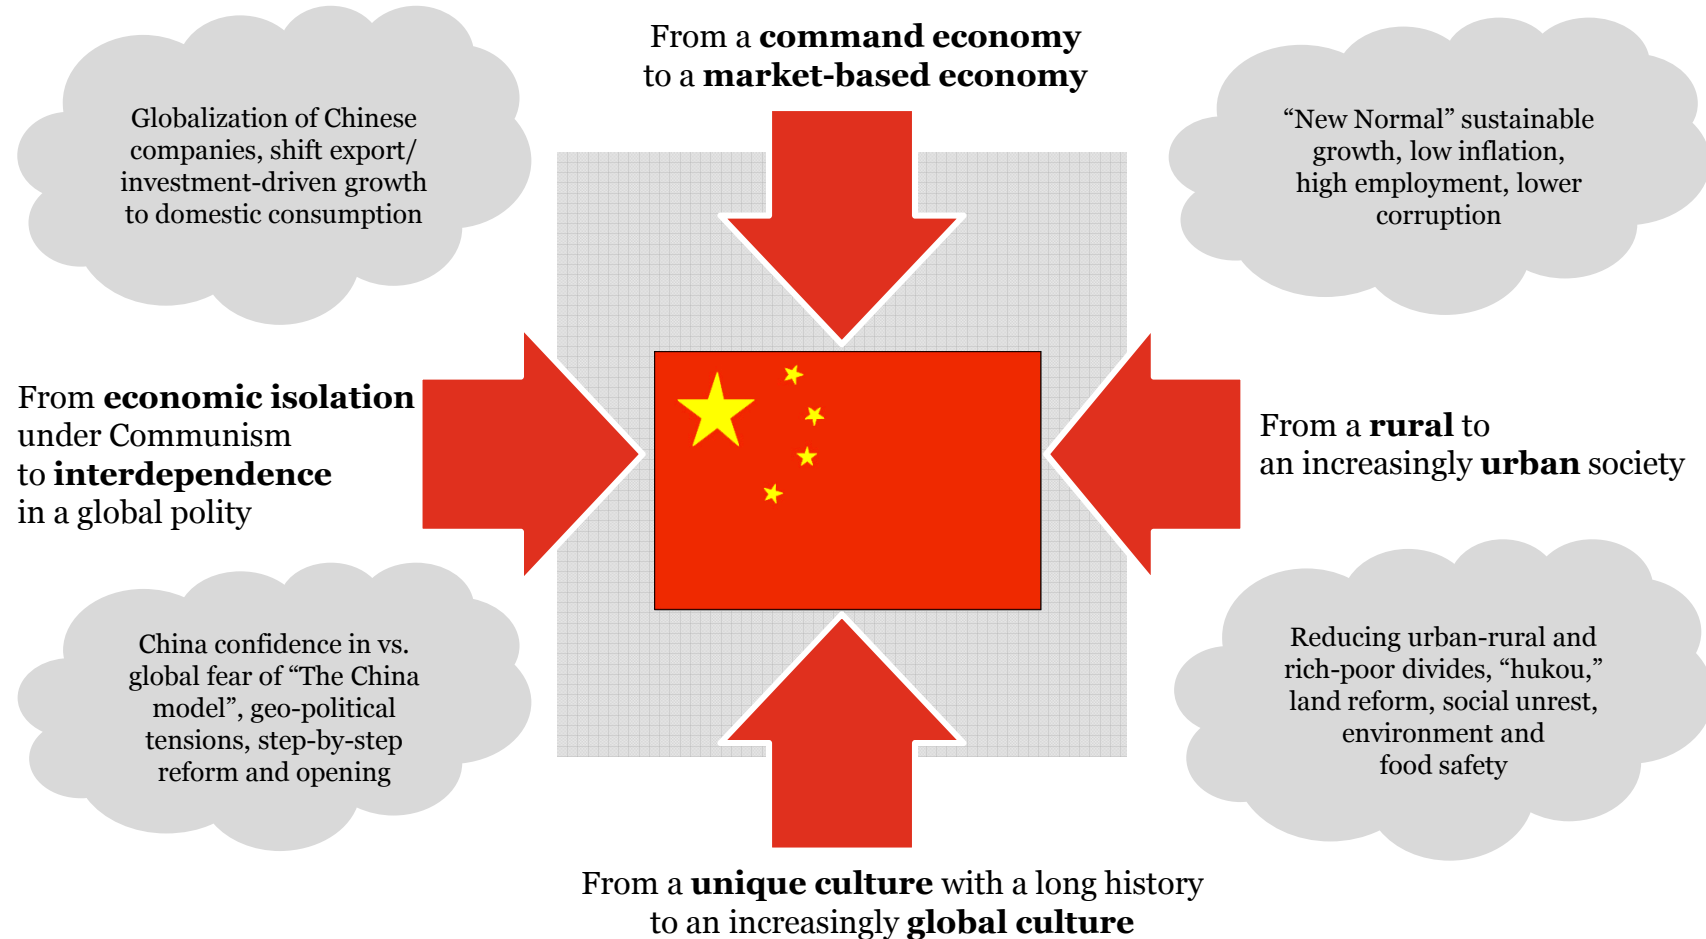 From a command economy
to a market-based economy
Globalization of Chinese
companies, shift export/
investment-driven growth
to domestic consumption
“New Normal” sustainable
growth, low inflation,
high employment, lower
corruption
From economic isolation
under Communism
to interdependence
in a global polity
From a rural to
an increasingly urban society
China confidence in vs.
global fear of “The China
model”, geo-political
tensions, step-by-step
reform and opening
Reducing urban-rural and
rich-poor divides, “hukou,”
land reform, social unrest,
environment and
food safety
From a unique culture with a long history
to an increasingly global culture